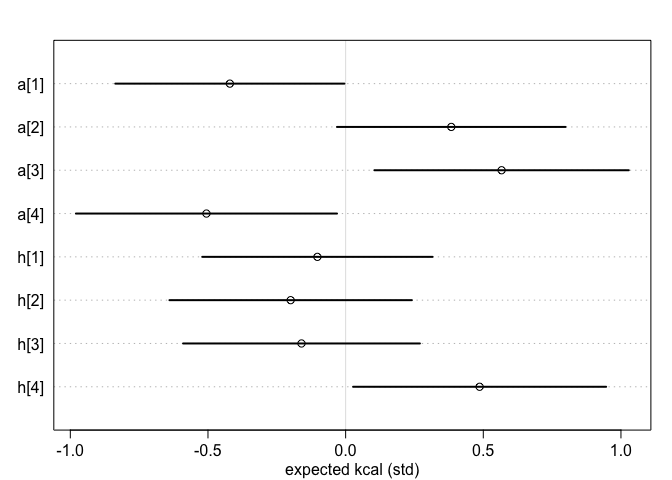 a[1]
a[2]
a[3]
a[4]
h[1]
h[2]
h[3]
h[4]
-1.0 -0.5 0.0 0.5 1.0
expected kcal (std)